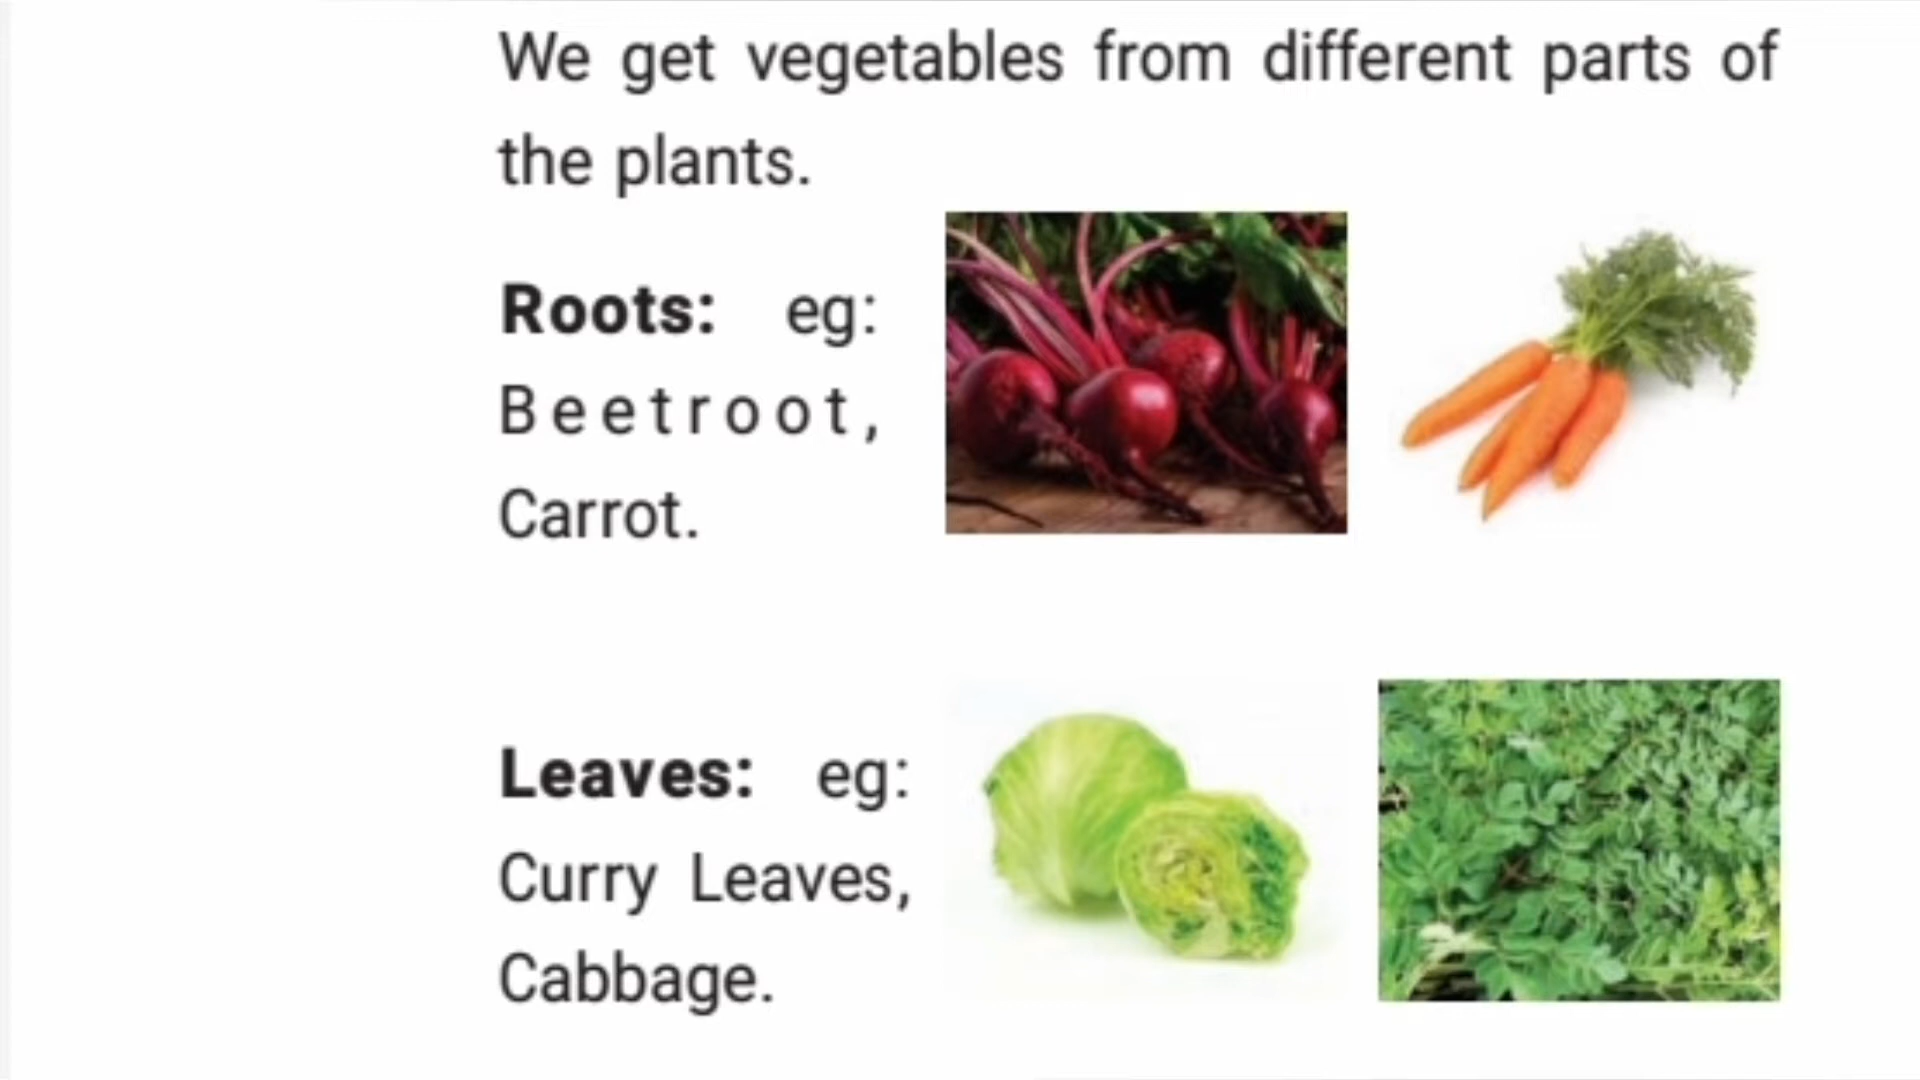 We get vegetables from different parts of
the plants.
Roots: eg:
Beetroot,
Carrot.
Leaves: eg:
Curry Leaves,
Cabbage.